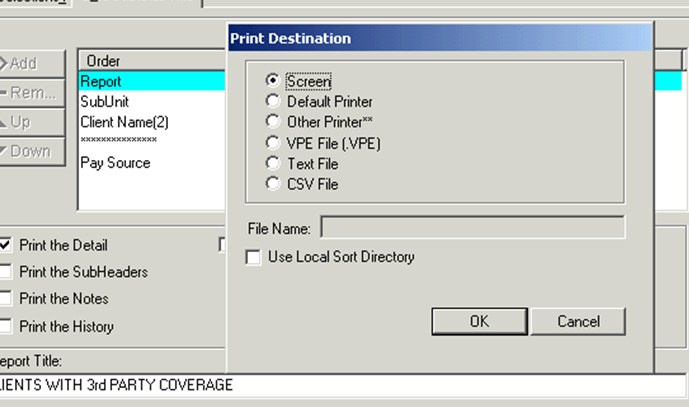 Print Destination
Add
Rem...
Up
Down
Order
Report
SubUnit
Client Name(2)
***************
Pay Source
Screen
Default Printer
Other Printer**
VPE File (.VPE)
Text File
CSV File
File Name:
Use Local Sort Directory
OK
Cancel
Print the Detail
Print the SubHeaders
Print the Notes
Print the History
eport Title:
LIENTS WITH 3rd PARTY COVERAGE